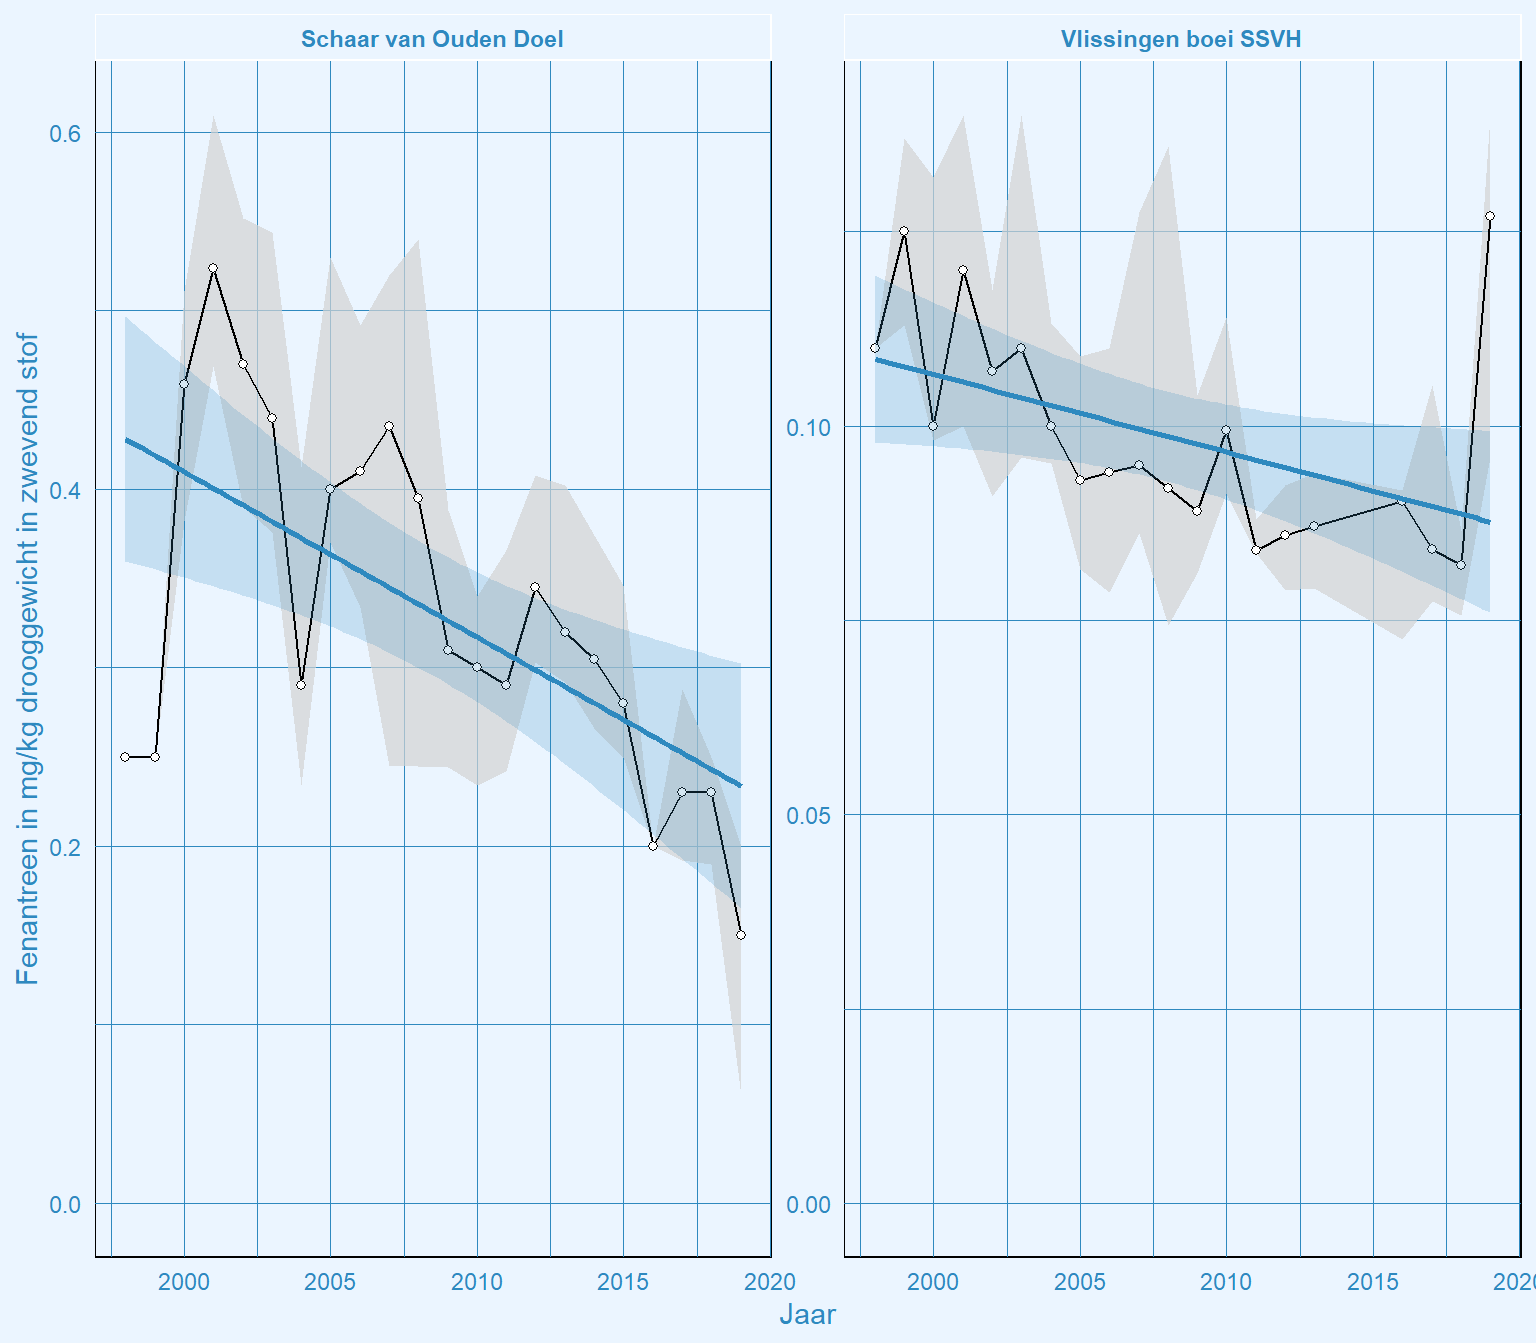 Schaar van Ouden Doel
Vlissingen boei SSVH
Fenantreen in mg/kg drooggewicht in zwevend stof
0.6
0.4
0.2
0.0
0.10
0.05
0.00
2000 2005 2010 2015 2020
2000 2005 2010 2015 202
Jaar